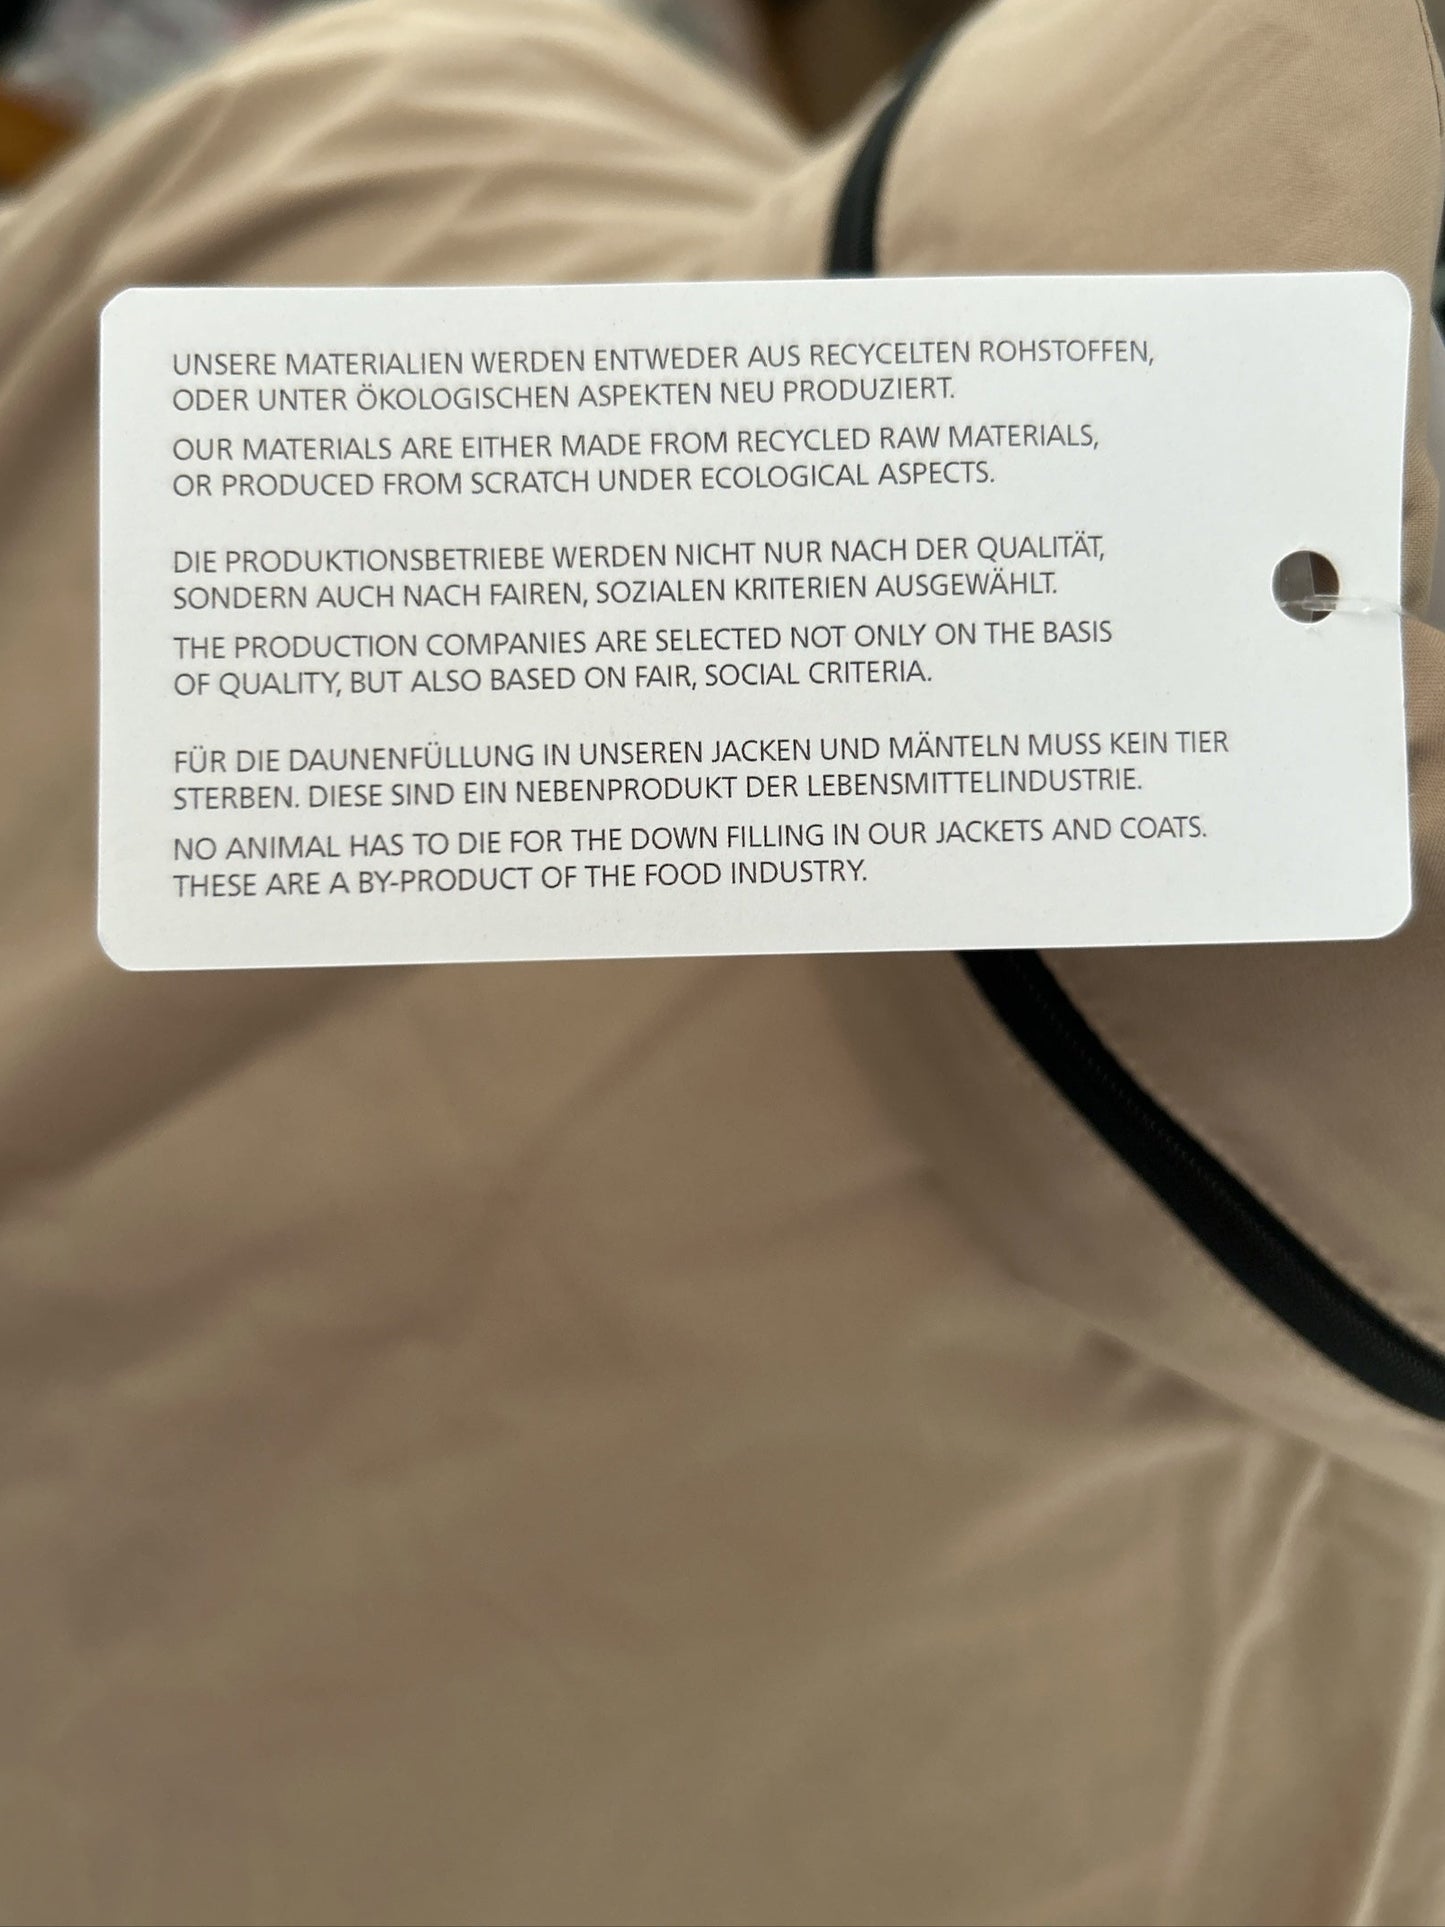 UNSERE MATERIALIEN WERDEN ENTWEDER AUS RECYCELTEN ROHSTOFFEN,
ODER UNTER ÖKOLOGISCHEN ASPEKTEN NEU PRODUZIERT.
OUR MATERIALS ARE EITHER MADE FROM RECYCLED RAW MATERIALS,
OR PRODUCED FROM SCRATCH UNDER ECOLOGICAL ASPECTS.
DIE PRODUKTIONSBETRIEBE WERDEN NICHT NUR NACH DER QUALITÄT,
SONDERN AUCH NACH FAIREN, SOZIALEN KRITERIEN AUSGEWÄHLT.
THE PRODUCTION COMPANIES ARE SELECTED NOT ONLY ON THE BASIS
OF QUALITY, BUT ALSO BASED ON FAIR, SOCIAL CRITERIA.
FÜR DIE DAUNENFÜLLUNG IN UNSEREN JACKEN UND MÄNTELN MUSS KEIN TIER
STERBEN. DIESE SIND EIN NEBENPRODUKT DER LEBENSMITTELINDUSTRIE.
NO ANIMAL HAS TO DIE FOR THE DOWN FILLING IN OUR JACKETS AND COATS.
THESE ARE A BY-PRODUCT OF THE FOOD INDUSTRY.